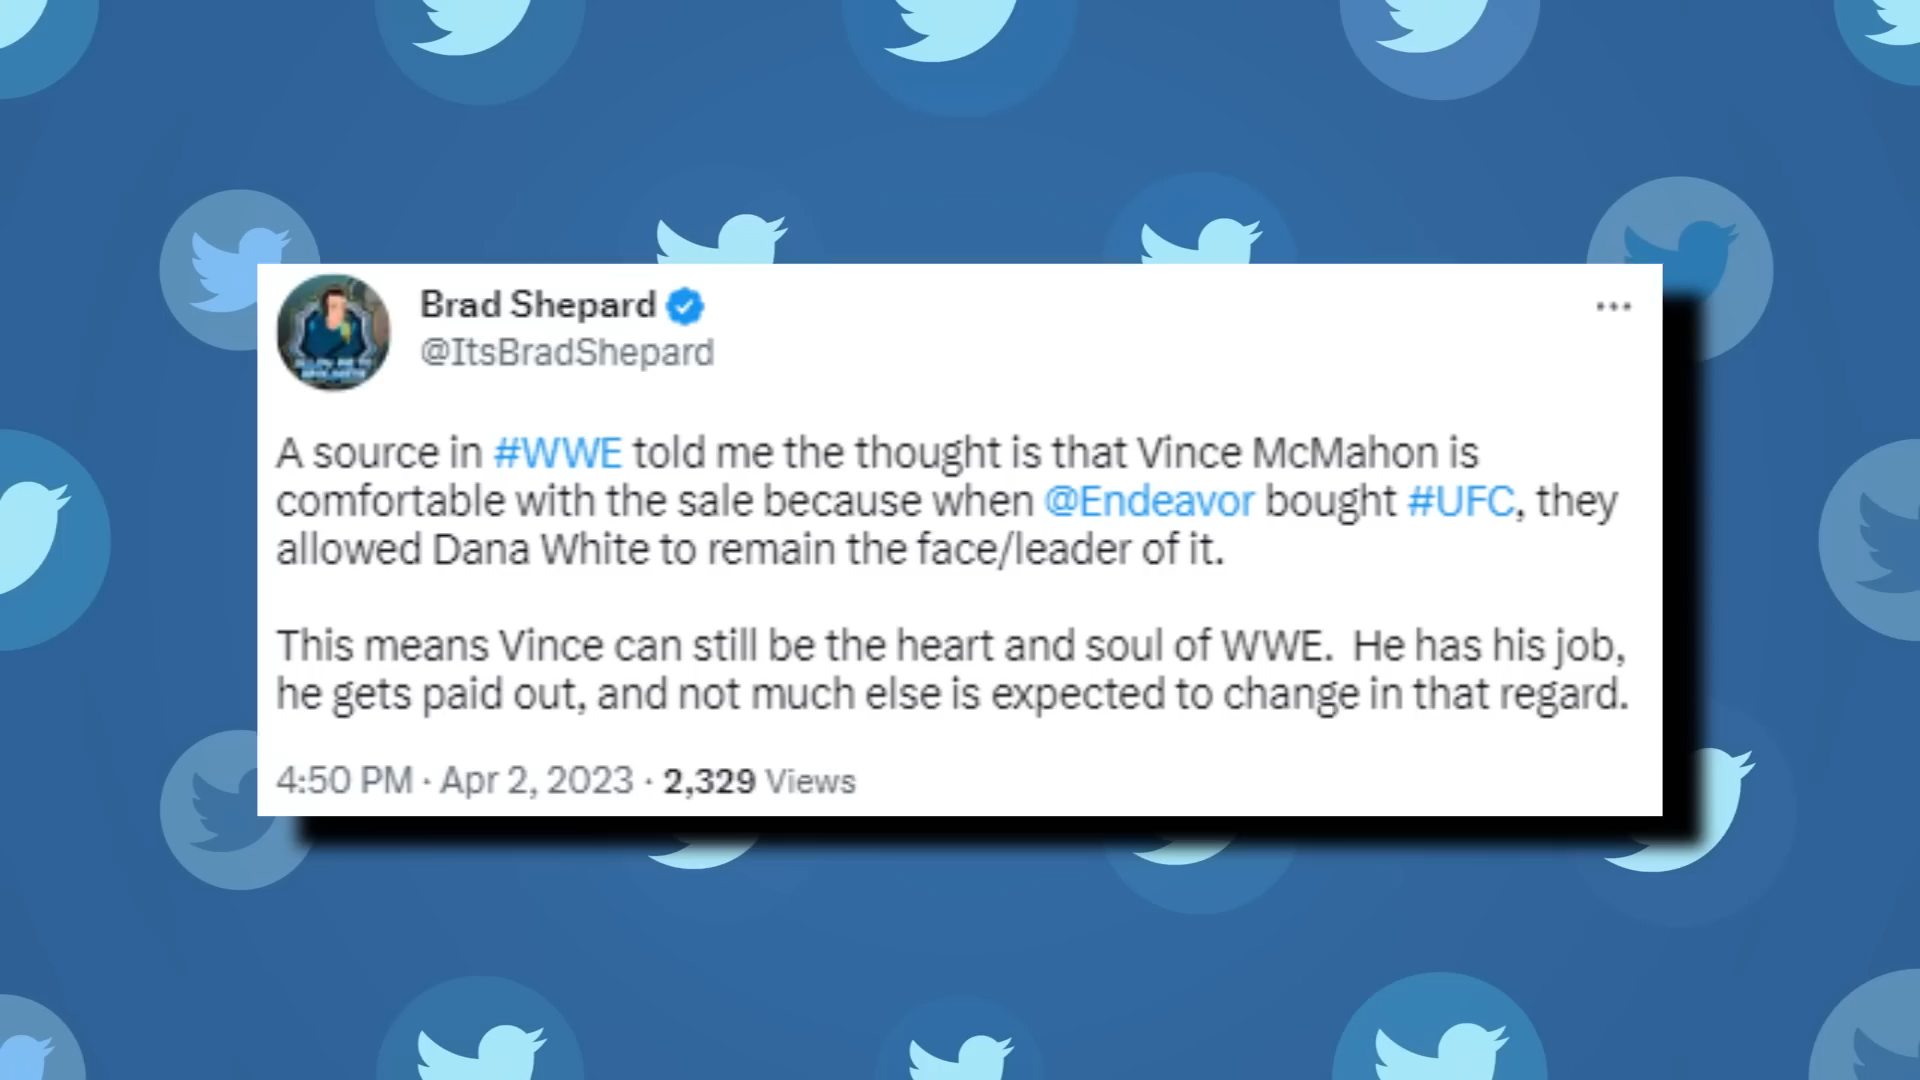 Brad Shepard
@ItsBradShepard
A source in #WWE told me the thought is that Vince McMahon is
comfortable with the sale because when @Endeavor bought #UFC, they
allowed Dana White to remain the face/leader of it.
This means Vince can still be the heart and soul of WWE.  He has his job,
he gets paid out, and not much else is expected to change in that regard.
4:50 PM · Apr 2, 2023 · 2,329 Views